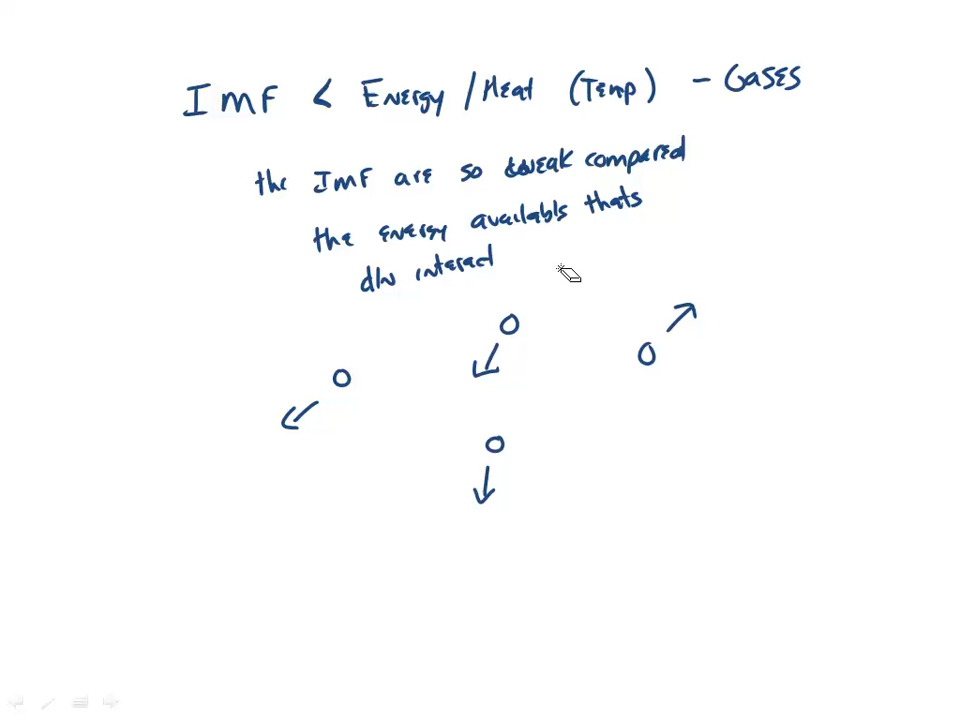 IMF < Energy / Heat (Temp) - Gases
the IMF are so weak compared
the energy available thats
interact